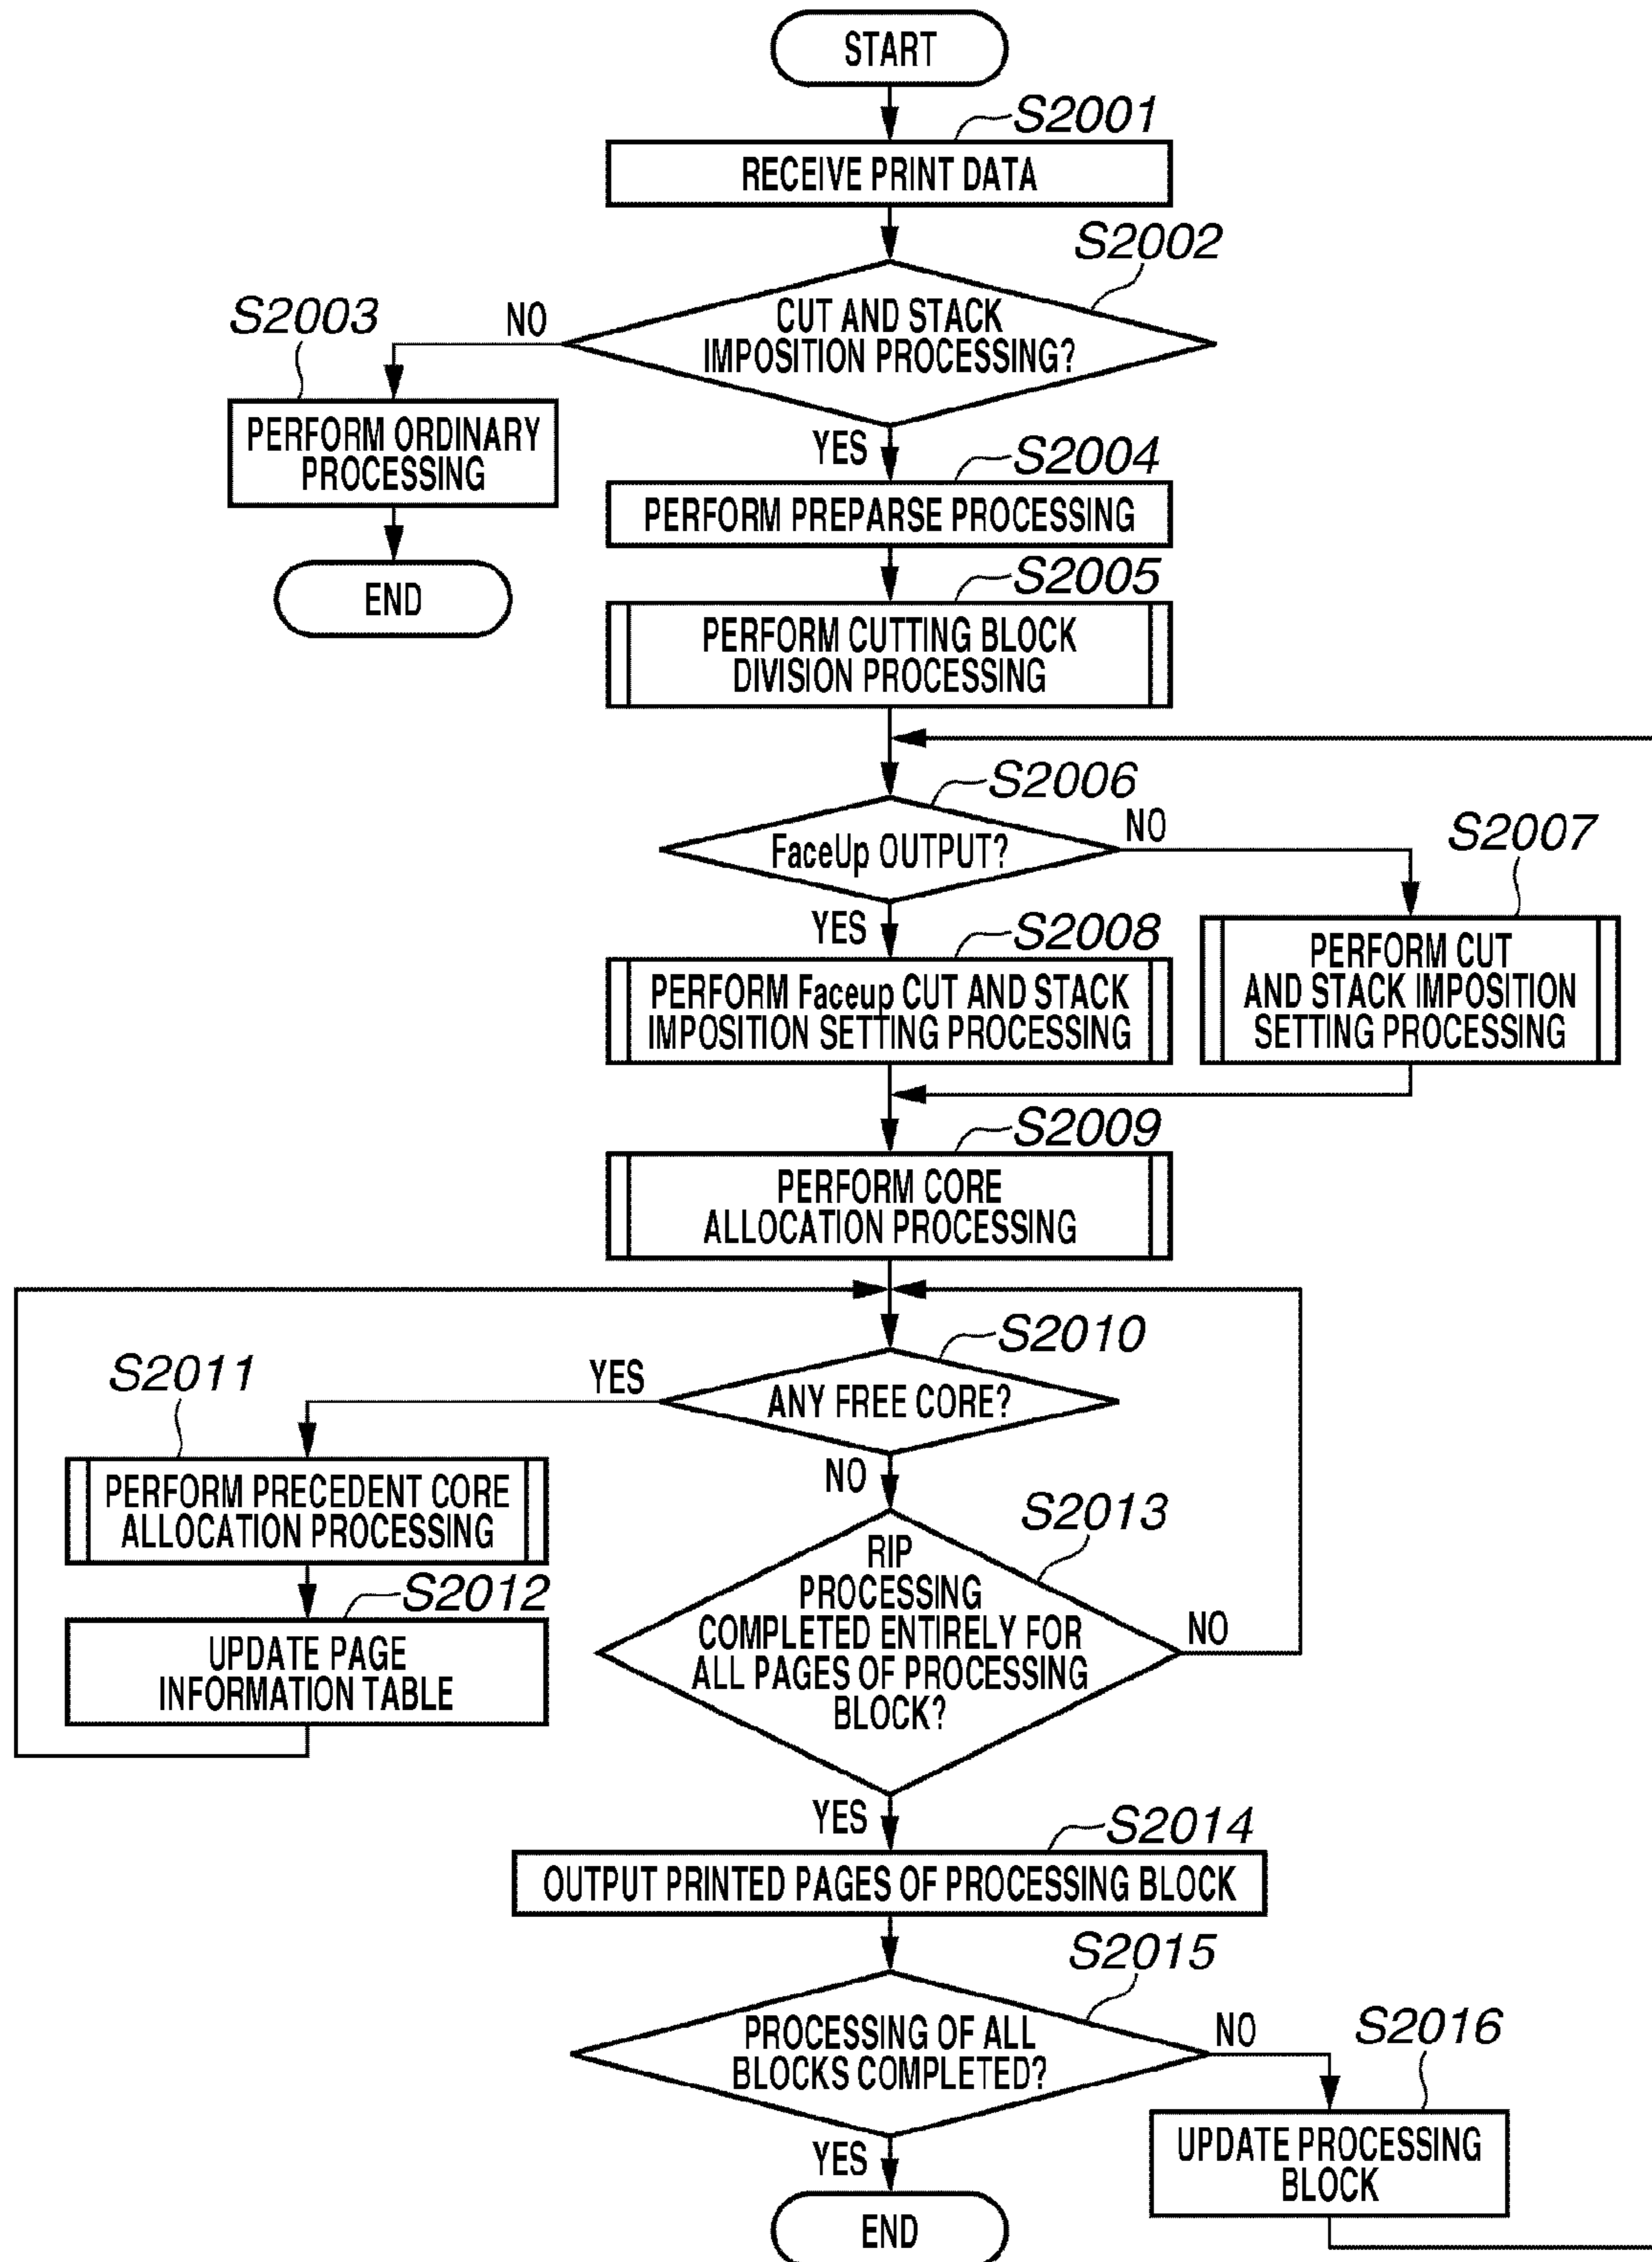 START
S2001
RECEIVE PRINT DATA
S2002
CUT AND STACK
IMPOSITION PROCESSING?
NO
S2003
PERFORM ORDINARY
PROCESSING
END
YES
S2004
PERFORM PREPARSE PROCESSING
S2005
PERFORM CUTTING BLOCK
DIVISION PROCESSING
S2006
FaceUp OUTPUT?
NO
S2007
PERFORM CUT
AND STACK IMPOSITION
SETTING PROCESSING
YES
S2008
PERFORM Faceup CUT AND STACK
IMPOSITION SETTING PROCESSING
S2009
PERFORM CORE
ALLOCATION PROCESSING
S2010
ANY FREE CORE?
YES
S2011
PERFORM PRECEDENT CORE
ALLOCATION PROCESSING
S2012
UPDATE PAGE
INFORMATION TABLE
NO
S2013
RIP
PROCESSING
COMPLETED ENTIRELY FOR
ALL PAGES OF PROCESSING
BLOCK?
NO
YES
S2014
OUTPUT PRINTED PAGES OF PROCESSING BLOCK
S2015
PROCESSING OF ALL
BLOCKS COMPLETED?
NO
S2016
UPDATE PROCESSING
BLOCK
YES
END